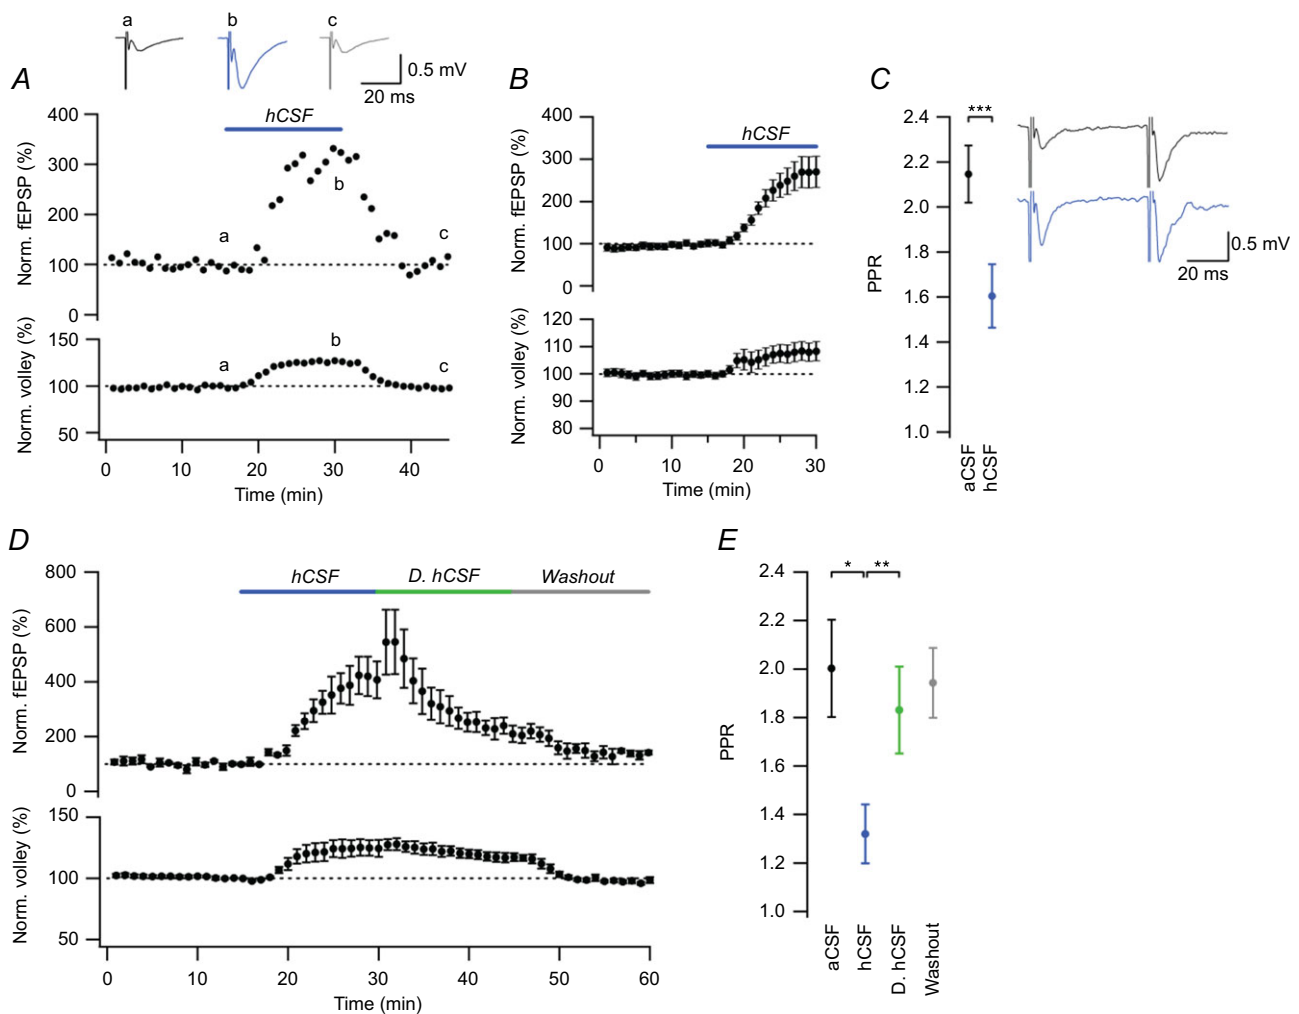 a b c
0.5 mV
20 ms
A
hCSF
Norm. fEPSP (%)
400
300
200
100
0
a
b
c
Norm. volley (%)
150
100
50
a
b
c
0 10 20 30 40
Time (min)
B
hCSF
Norm. fEPSP (%)
400
300
200
100
0
Norm. volley (%)
120
110
100
90
80
0 10 20 30
Time (min)
C
PPR
2.4
2.2
2.0
1.8
1.6
1.4
1.2
1.0
***
aCSF
hCSF
0.5 mV
20 ms
D
hCSF D. hCSF Washout
Norm. fEPSP (%)
800
600
400
200
0
Norm. volley (%)
150
100
50
0 10 20 30 40 50 60
Time (min)
E
PPR
2.4
2.2
2.0
1.8
1.6
1.4
1.2
1.0
* **
aCSF
hCSF
D. hCSF
Washout